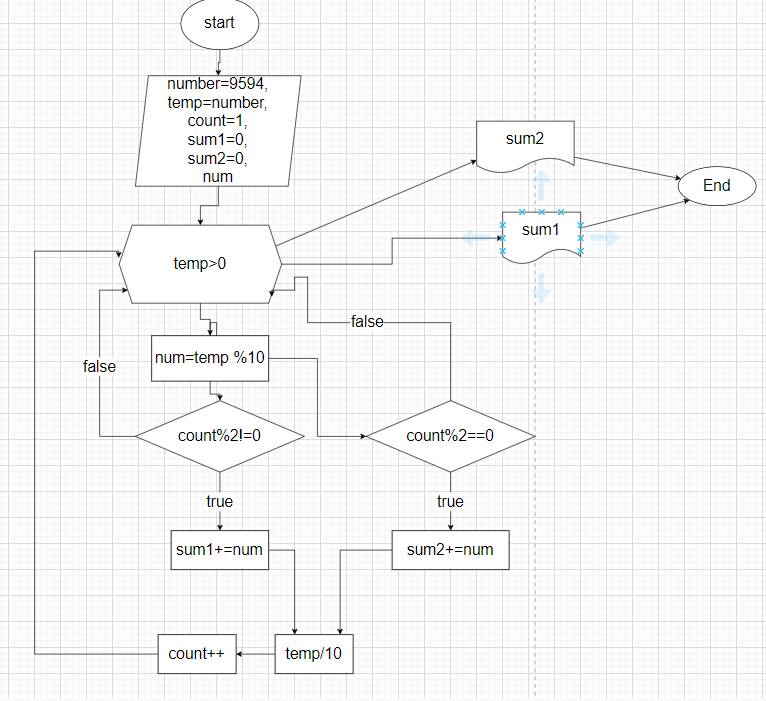 start
number=9594,
temp=number,
count=1,
sum1=0,
sum2=0,
num
sum2
End
sum1
temp>0
false
num=temp %10
false
count%2!=0
count%2==0
true
true
sum1+=num
sum2+=num
count++
temp/10